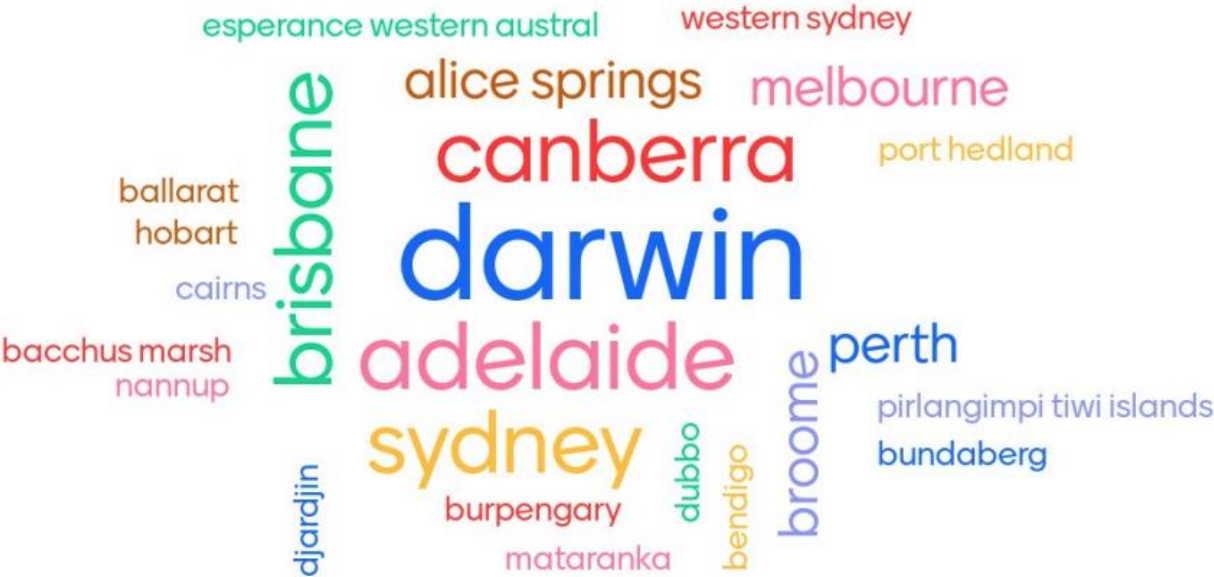 esperance western austral
western sydney
alice springs
melbourne
brisbane
canberra
port hedland
ballarat
hobart
darwin
cairns
adelaide
perth
bacchus marsh
nannup
broome
pirlangimpi tiwi islands
sydney
dubbo
bendigo
bundaberg
djardjin
burpengary
mataranka